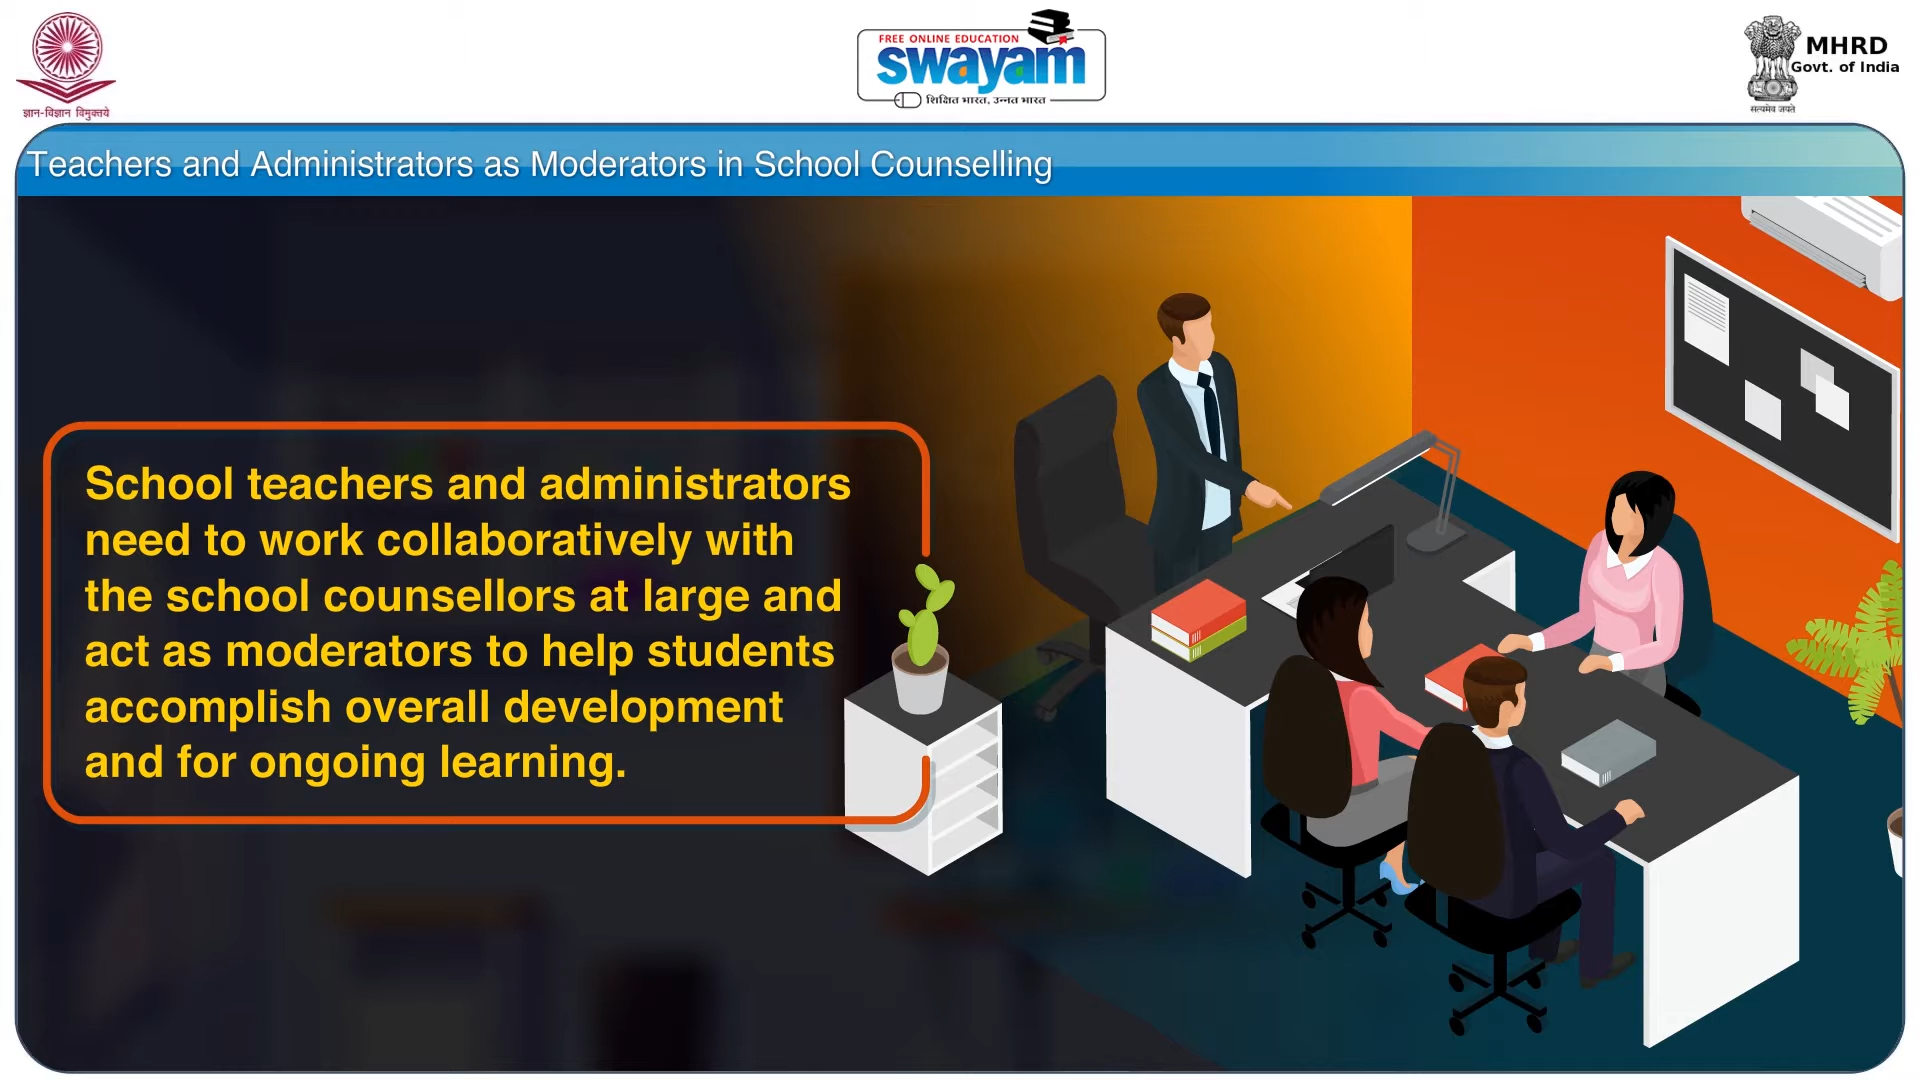 ज्ञान-विज्ञान विमुक्तये
FREE ONLINE EDUCATION
swayam
शिक्षित भारत, उन्नत भारत
MHRD
Govt. of India
सत्यमेव जयते
Teachers and Administrators as Moderators in School Counselling
School teachers and administrators
need to work collaboratively with
the school counsellors at large and
act as moderators to help students
accomplish overall development
and for ongoing learning.